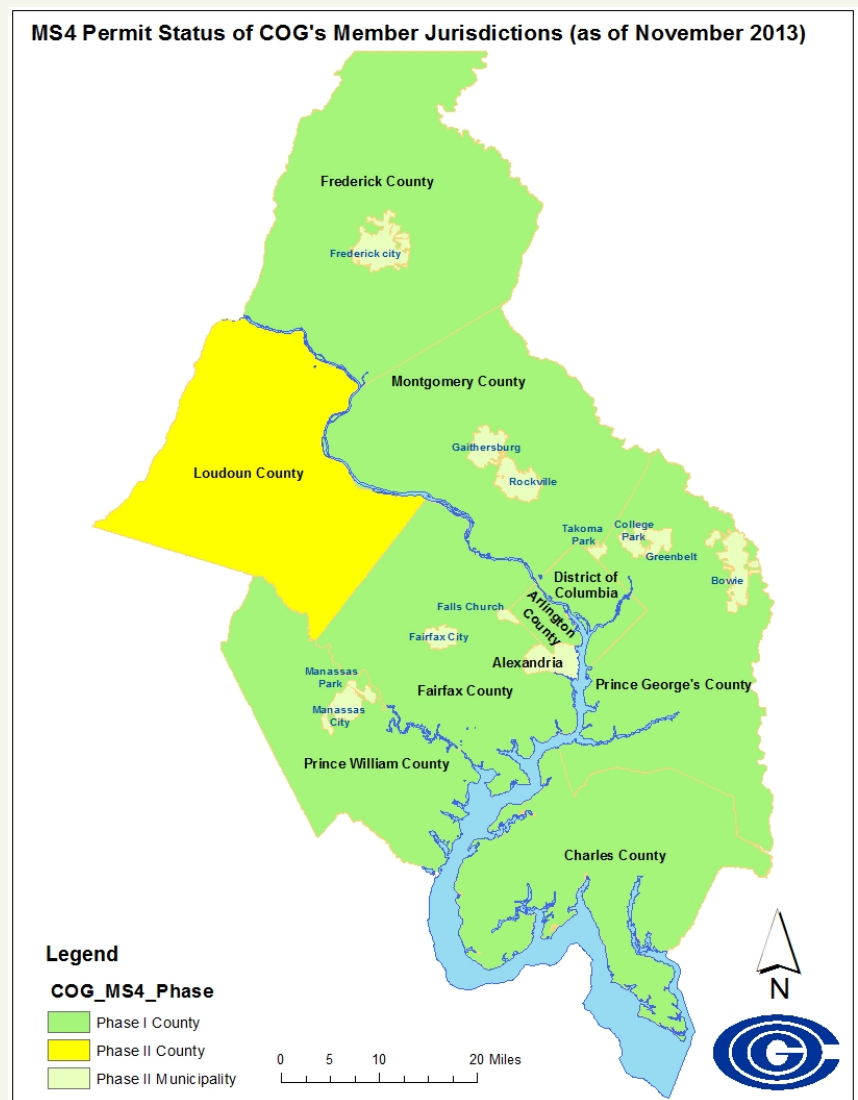 MS4 Permit Status of COG's Member Jurisdictions (as of November 2013)
Frederick County
Frederick city
Montgomery County
Gaithersburg
Loudoun County
Rockville
Takoma
Park
College
Park
Greenbelt
Bowie
District of
Columbia
Arlington
County
Falls Church
Fairfax City
Alexandria
Manassas
Park
Prince George's County
Fairfax County
Manassas
City
Prince William County
Charles County
Legend
COG_MS4_Phase
Phase I County
Phase II County
Phase II Municipality
0 5 10 20 Miles
N
COG